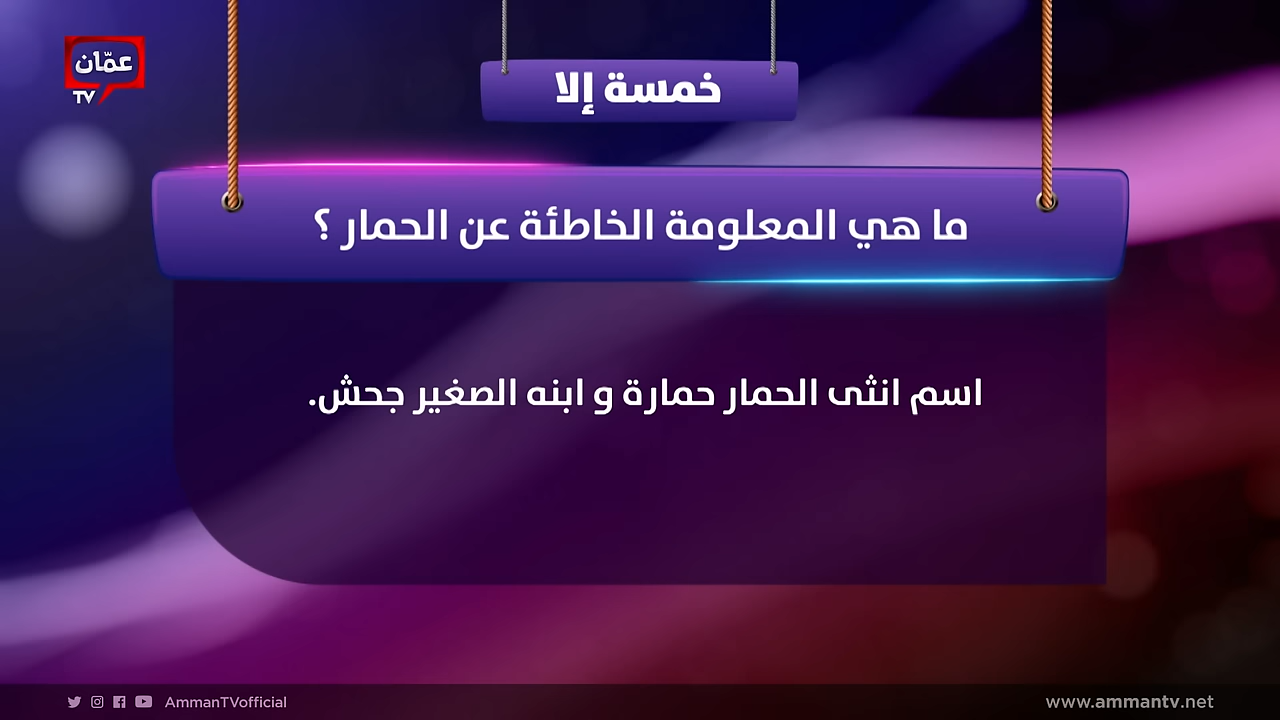 عمّان
TV
خمسة إلا
ما هي المعلومة الخاطئة عن الحمار ؟
اسم انثى الحمار حمارة و ابنه الصغير جحش.
AmmanTVofficial
www.ammantv.net